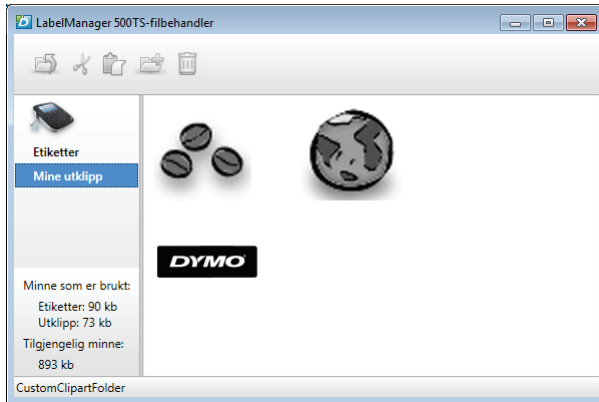 LabelManager 500TS-filbehandler
Etiketter
Mine utklipp
DYMO
Minne som er brukt:
Etiketter: 90 kb
Utklipp: 73 kb
Tilgjengelig minne:
893 kb
CustomClipartFolder